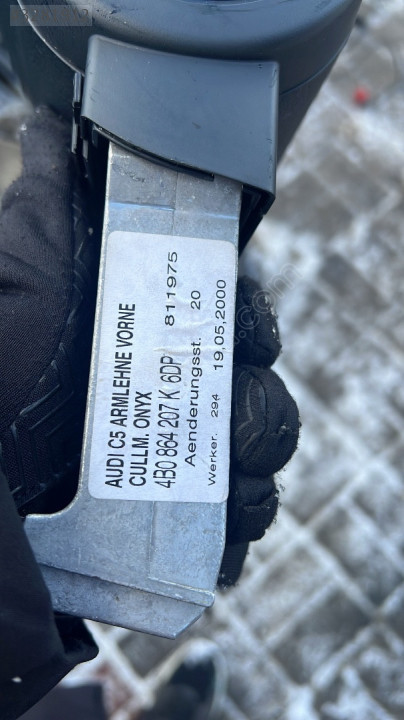 AUDI C5 ARMLEHNE VORNE
CULLM. ONYX
4B0 864 207 K 6DP 811975
Aenderungsst. 20
Werker. 294 19,05,2000